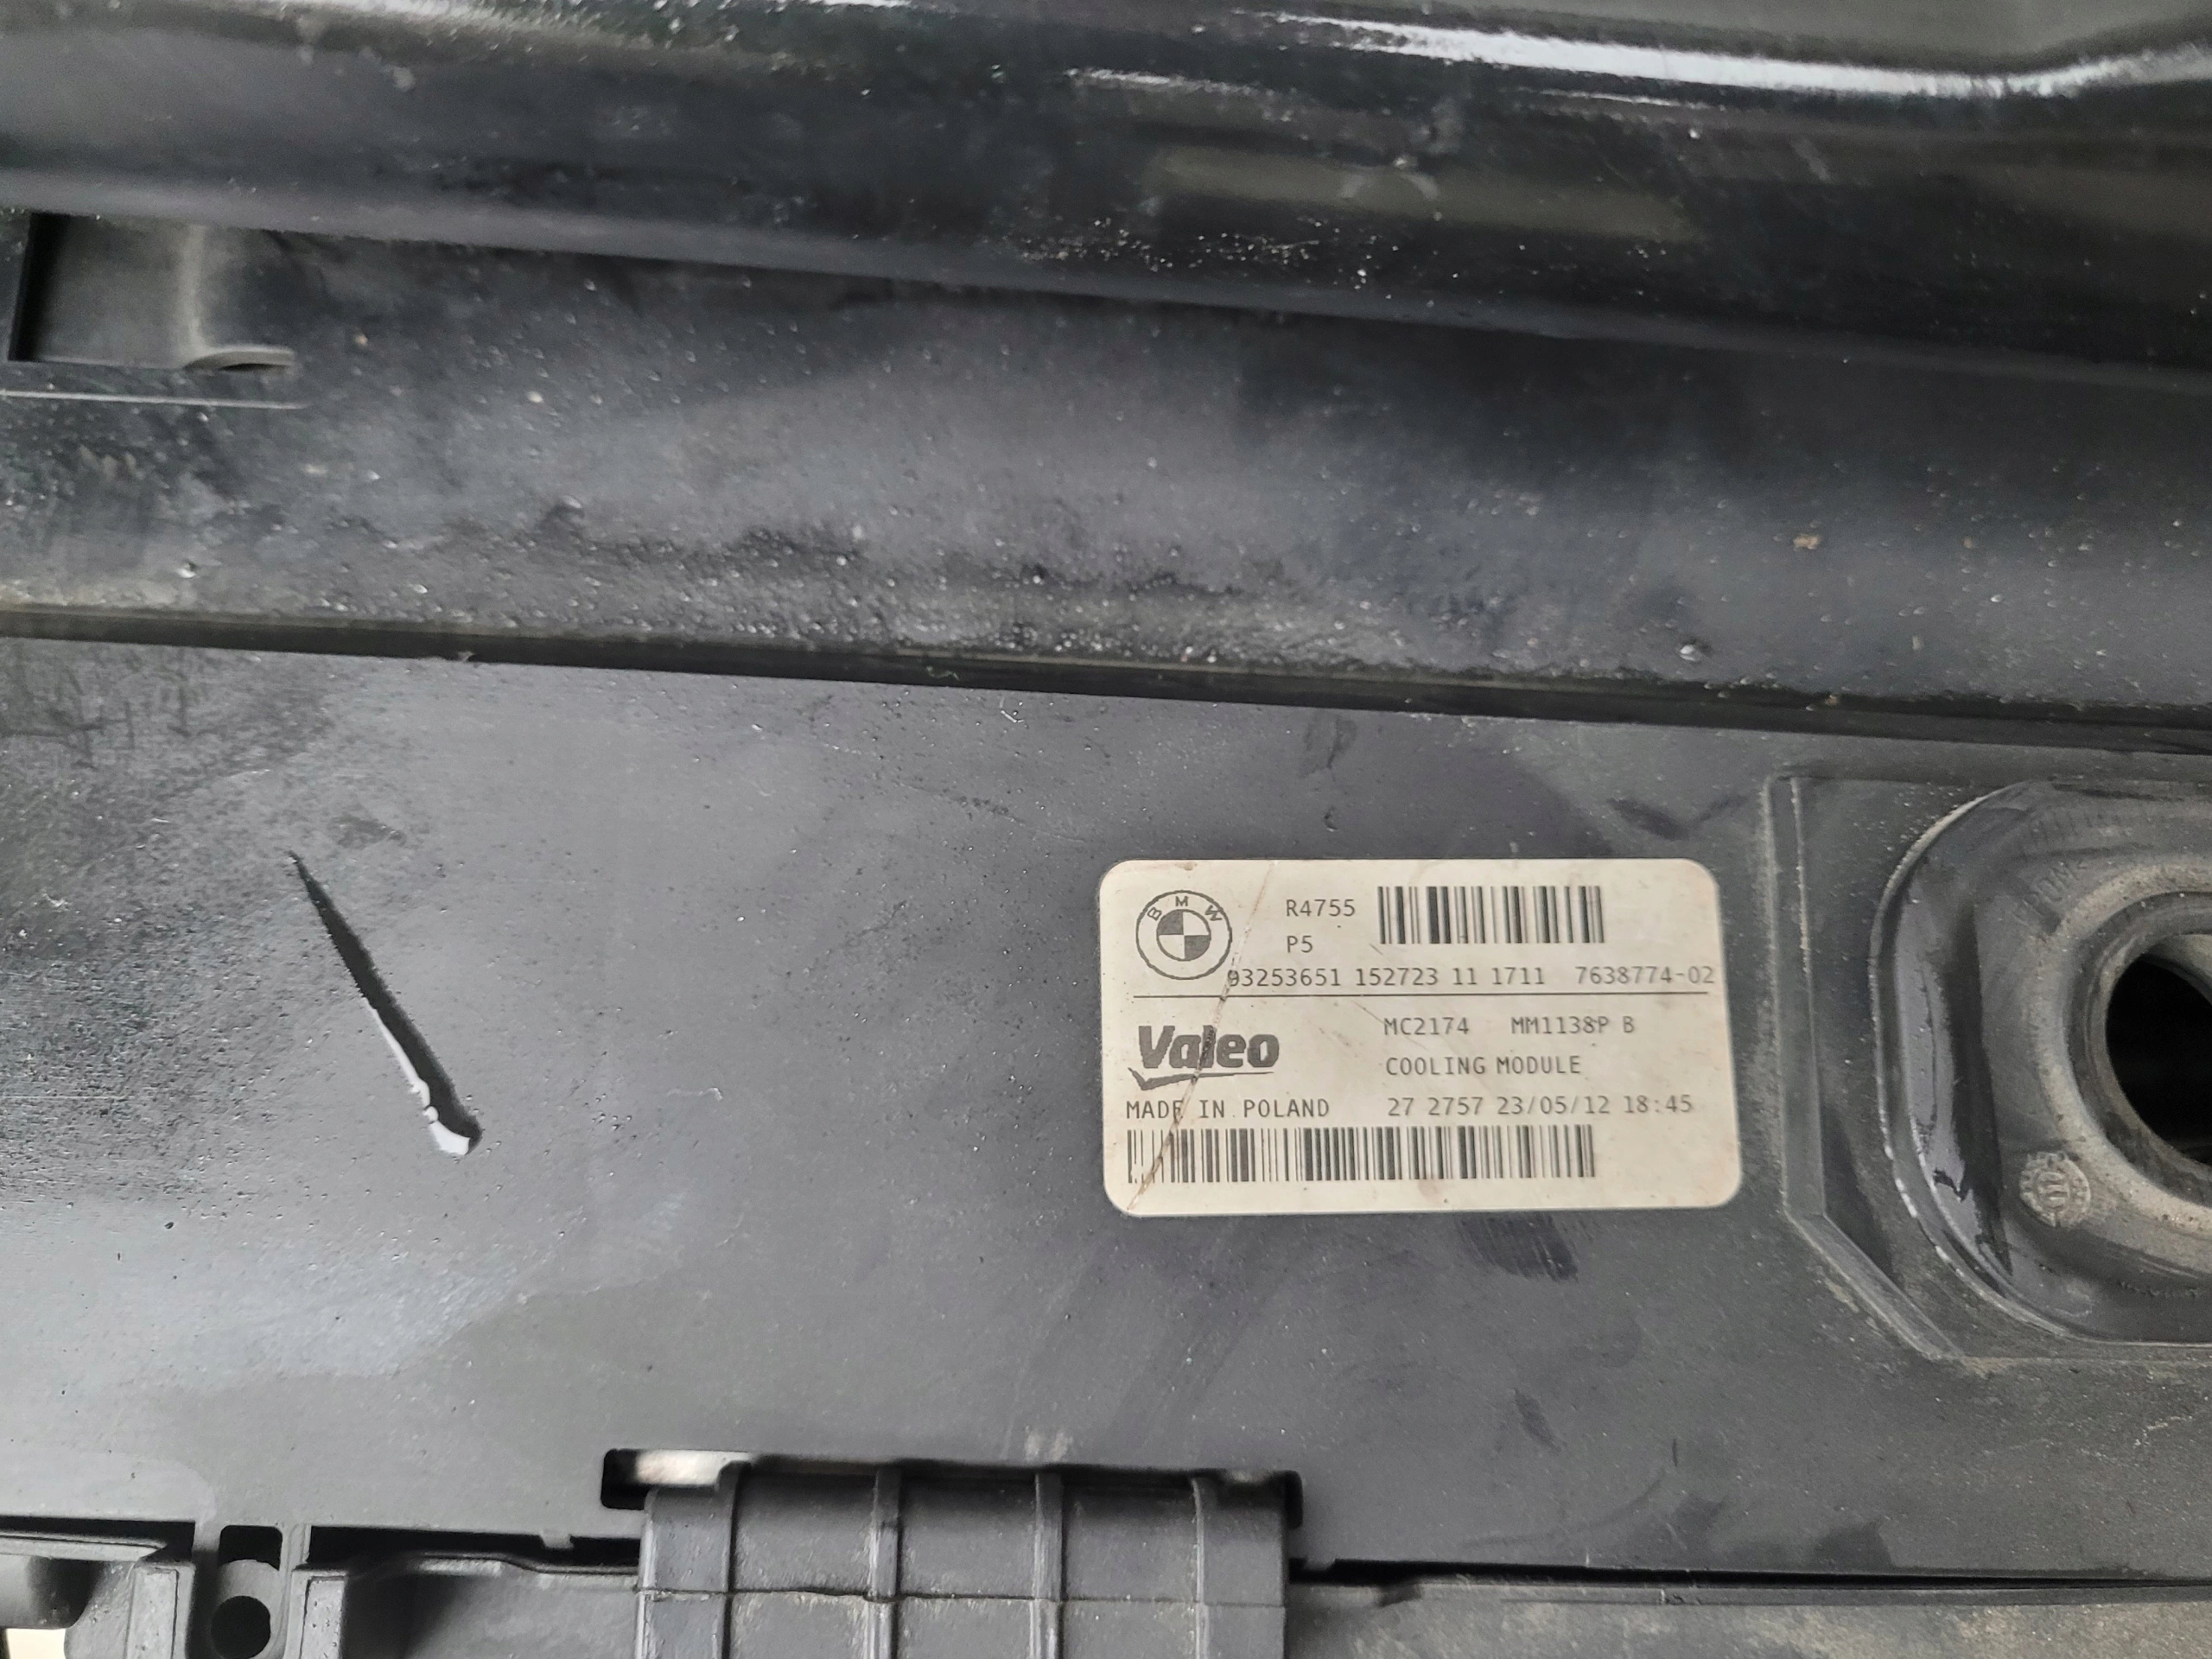 BMW
R4755
P5
93253651 152723 11 1711 7638774-02
Valeo
MC2174 MM1138P B
COOLING MODULE
MADE IN POLAND 27 2757 23/05/12 18:45